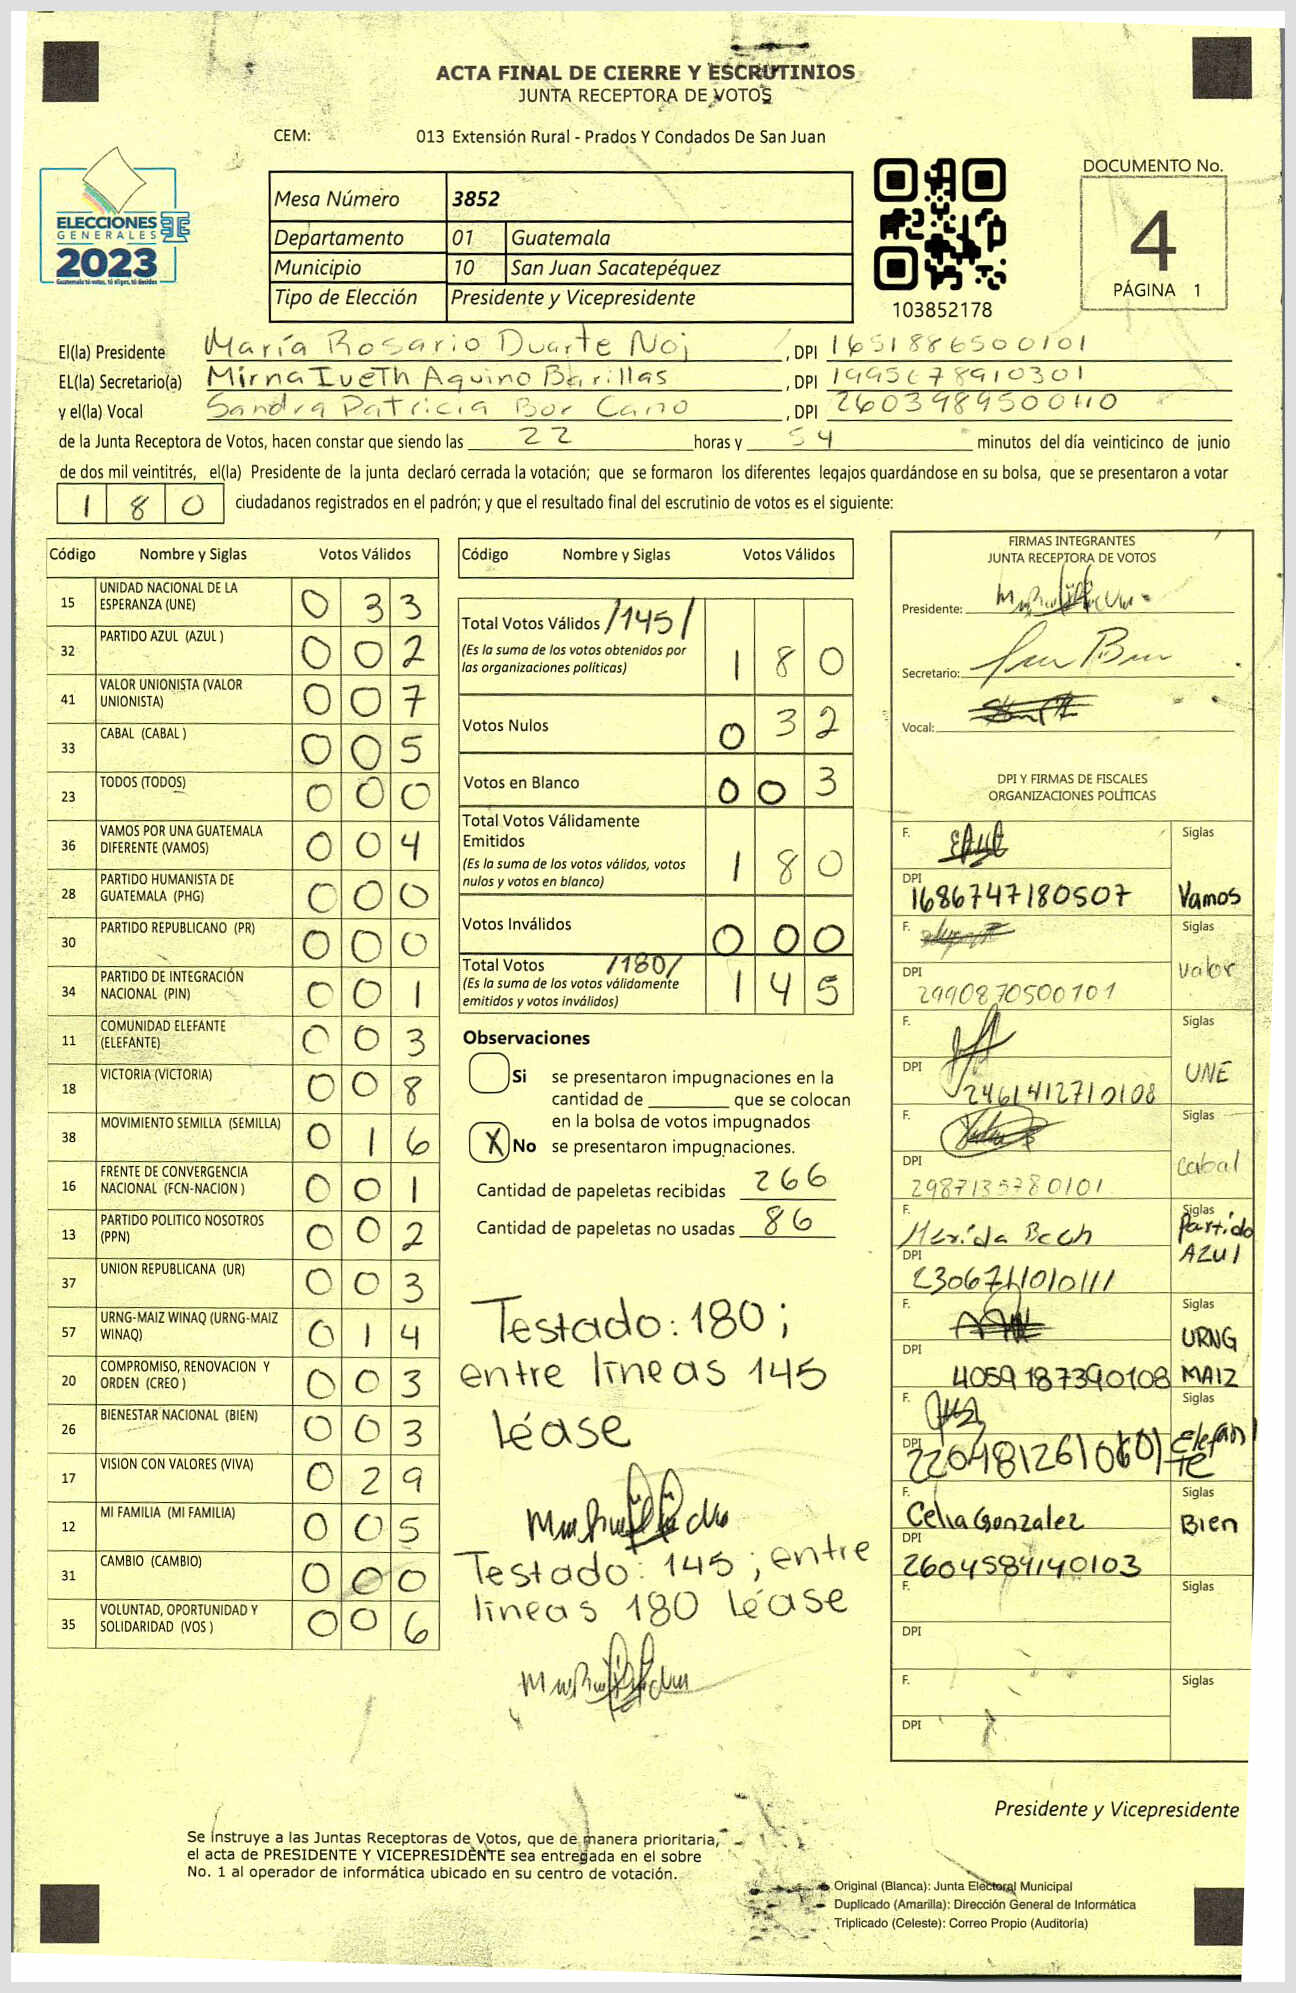 ACTA FINAL DE CIERRE Y ESCRUTINIOS
JUNTA RECEPTORA DE VOTOS
CEM: 013 Extensión Rural - Prados Y Condados De San Juan
ELECCIONES
GENERALES
2023
Guatemala tú votas, tú eliges, tú decides
Mesa Número 3852
Departamento 01 Guatemala
Municipio 10 San Juan Sacatepéquez
Tipo de Elección Presidente y Vicepresidente
103852178
DOCUMENTO No.
4
PÁGINA 1
El(la) Presidente María Rosario Duarte Noj, DPI 1651886500101
EL(la) Secretario(a) Mirna Iveth Aquino Barillas, DPI 1995678910301
y el(la) Vocal Sandra Patricia Bor Cano, DPI 2603989500110
de la Junta Receptora de Votos, hacen constar que siendo las 22 horas y 54 minutos del día veinticinco de junio
de dos mil veintitrés, el(la) Presidente de la junta declaró cerrada la votación; que se formaron los diferentes legajos quardándose en su bolsa, que se presentaron a votar
180 ciudadanos registrados en el padrón; y que el resultado final del escrutinio de votos es el siguiente:
Código Nombre y Siglas Votos Válidos
15 UNIDAD NACIONAL DE LA ESPERANZA (UNE) 0 3 3
32 PARTIDO AZUL (AZUL ) 0 0 2
41 VALOR UNIONISTA (VALOR UNIONISTA) 0 0 7
33 CABAL (CABAL ) 0 0 5
23 TODOS (TODOS) 0 0 0
36 VAMOS POR UNA GUATEMALA DIFERENTE (VAMOS) 0 0 4
28 PARTIDO HUMANISTA DE GUATEMALA (PHG) 0 0 0
30 PARTIDO REPUBLICANO (PR) 0 0 0
34 PARTIDO DE INTEGRACIÓN NACIONAL (PIN) 0 0 1
11 COMUNIDAD ELEFANTE (ELEFANTE) 0 0 3
18 VICTORIA (VICTORIA) 0 0 8
38 MOVIMIENTO SEMILLA (SEMILLA) 0 1 6
16 FRENTE DE CONVERGENCIA NACIONAL (FCN-NACION ) 0 0 1
13 PARTIDO POLITICO NOSOTROS (PPN) 0 0 2
37 UNION REPUBLICANA (UR) 0 0 3
57 URNG-MAIZ WINAQ (URNG-MAIZ WINAQ) 0 1 4
20 COMPROMISO, RENOVACION Y ORDEN (CREO ) 0 0 3
26 BIENESTAR NACIONAL (BIEN) 0 0 3
17 VISION CON VALORES (VIVA) 0 2 9
12 MI FAMILIA (MI FAMILIA) 0 0 5
31 CAMBIO (CAMBIO) 0 0 0
35 VOLUNTAD, OPORTUNIDAD Y SOLIDARIDAD (VOS ) 0 0 6
Código Nombre y Siglas Votos Válidos
Total Votos Válidos /145/
(Es la suma de los votos obtenidos por las organizaciones políticas) 1 8 0
Votos Nulos 0 3 2
Votos en Blanco 0 0 3
Total Votos Válidamente Emitidos
(Es la suma de los votos válidos, votos nulos y votos en blanco) 1 8 0
Votos Inválidos 0 0 0
Total Votos /180/
(Es la suma de los votos válidamente emitidos y votos inválidos) 1 4 5
Observaciones
Si se presentaron impugnaciones en la
cantidad de ________ que se colocan
en la bolsa de votos impugnados
X No se presentaron impugnaciones.
Cantidad de papeletas recibidas 266
Cantidad de papeletas no usadas 86
Testado: 180;
entre líneas 145
léase
Testado: 145; entre
líneas 180 léase
FIRMAS INTEGRANTES
JUNTA RECEPTORA DE VOTOS
Presidente:
Secretario:
Vocal:
DPI Y FIRMAS DE FISCALES
ORGANIZACIONES POLÍTICAS
F. Siglas
DPI 1686747180507 Vamos
F. Siglas
DPI 2990870500101 valor
F. Siglas
DPI 2461412710108 UNE
F. Siglas
DPI 2987135780101 cabal
F. Siglas
Partido AZUl
DPI 2306711010111
F. Siglas
DPI 4059187390108 URNG MAIZ
F. Siglas
DPI 2204812610601 Elefante
F. Celia Gonzalez Siglas
DPI 2604584140103 Bien
F. Siglas
DPI
F. Siglas
DPI
Presidente y Vicepresidente
Se instruye a las Juntas Receptoras de Votos, que de manera prioritaria,
el acta de PRESIDENTE Y VICEPRESIDENTE sea entregada en el sobre
No. 1 al operador de informática ubicado en su centro de votación.
Original (Blanca): Junta Electoral Municipal
Duplicado (Amarilla): Dirección General de Informática
Triplicado (Celeste): Correo Propio (Auditoría)